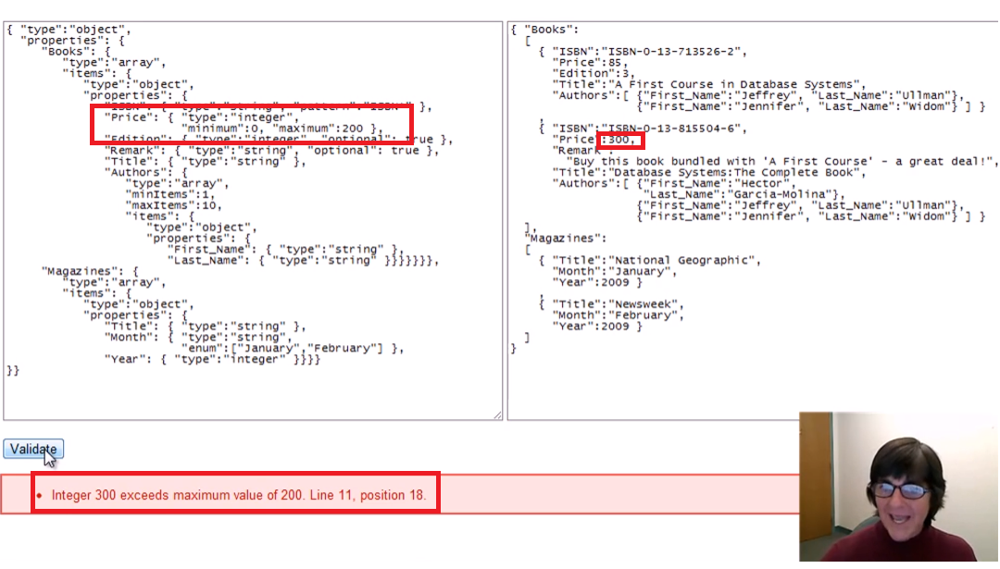 { "type":"object",
"properties": {
"Books": {
"type":"array",
"items": {
"type":"object",
"properties": {
"ISBN": { "type":"string", "pattern":"ISBN*" },
"Price": { "type":"integer",
"minimum":0, "maximum":200 },
"Edition": { "type":"integer", "optional": true },
"Remark": { "type":"string", "optional": true },
"Title": { "type":"string" },
"Authors": {
"type":"array",
"minItems":1,
"maxItems":10,
"items": {
"type":"object",
"properties": {
"First_Name": { "type":"string" },
"Last_Name": { "type":"string" }}}}}}},
"Magazines": {
"type":"array",
"items": {
"type":"object",
"properties": {
"Title": { "type":"string" },
"Month": { "type":"string",
"enum":["January","February"] },
"Year": { "type":"integer" }}}}
}}
{ "Books":
[
{ "ISBN":"ISBN-0-13-713526-2",
"Price":85,
"Edition":3,
"Title":"A First Course in Database Systems",
"Authors":[ {"First_Name":"Jeffrey", "Last_Name":"Ullman"},
{"First_Name":"Jennifer", "Last_Name":"Widom"} ] }
,
{ "ISBN":"ISBN-0-13-815504-6",
"Price":300,
"Remark":
"Buy this book bundled with 'A First Course' - a great deal!",
"Title":"Database Systems:The Complete Book",
"Authors":[ {"First_Name":"Hector",
"Last_Name":"Garcia-Molina"},
{"First_Name":"Jeffrey", "Last_Name":"Ullman"},
{"First_Name":"Jennifer", "Last_Name":"Widom"} ] }
],
"Magazines":
[
{ "Title":"National Geographic",
"Month":"January",
"Year":2009 }
,
{ "Title":"Newsweek",
"Month":"February",
"Year":2009 }
]
}
Validate
• Integer 300 exceeds maximum value of 200. Line 11, position 18.